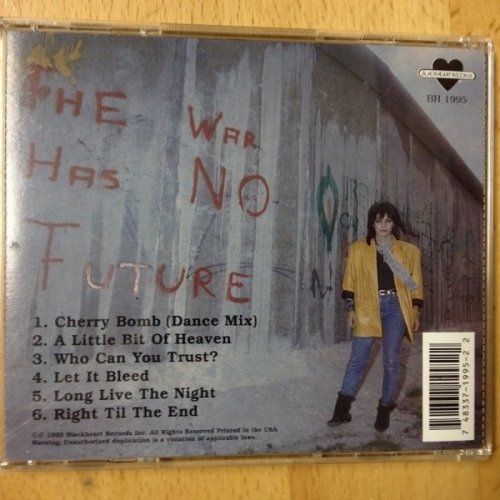 BLACKHEART RECORDS
BH 1995
THE WAR
HAS NO
FUTURE
1. Cherry Bomb (Dance Mix)
2. A Little Bit Of Heaven
3. Who Can You Trust?
4. Let It Bleed
5. Long Live The Night
6. Right Til The End
1995 Blackheart Records Inc. All Rights Reserved Printed in the USA
Warning: Unauthorized duplication is a violation of applicable laws.
7 48337-1995-2 2